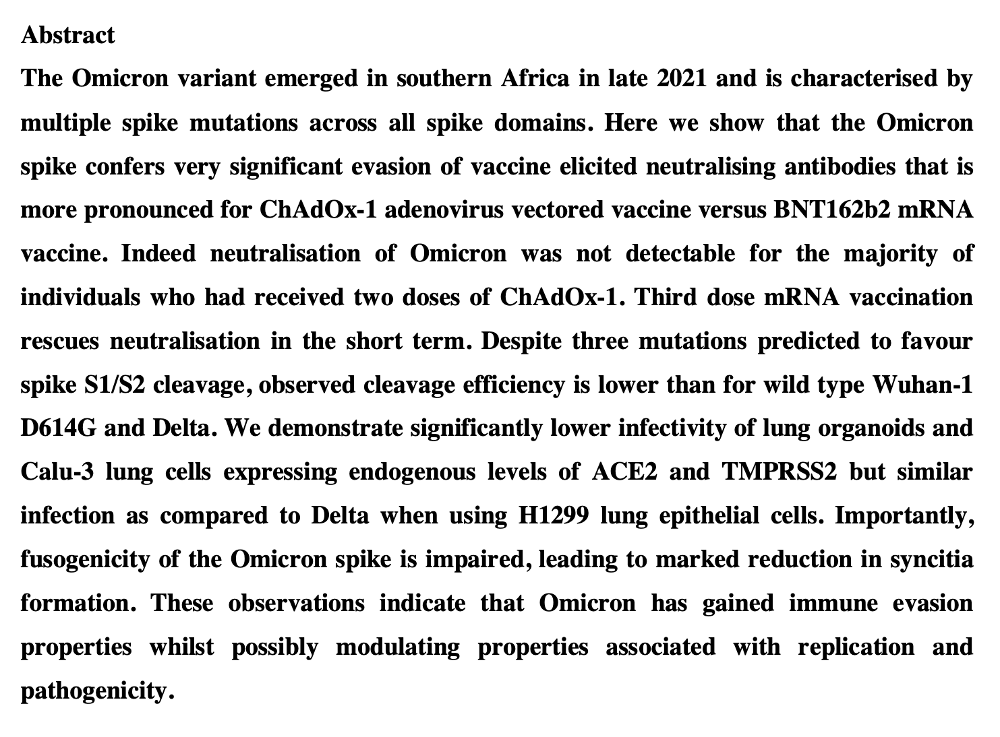 Abstract
The Omicron variant emerged in southern Africa in late 2021 and is characterised by
multiple spike mutations across all spike domains. Here we show that the Omicron
spike confers very significant evasion of vaccine elicited neutralising antibodies that is
more pronounced for ChAdOx-1 adenovirus vectored vaccine versus BNT162b2 mRNA
vaccine. Indeed neutralisation of Omicron was not detectable for the majority of
individuals who had received two doses of ChAdOx-1. Third dose mRNA vaccination
rescues neutralisation in the short term. Despite three mutations predicted to favour
spike S1/S2 cleavage, observed cleavage efficiency is lower than for wild type Wuhan-1
D614G and Delta. We demonstrate significantly lower infectivity of lung organoids and
Calu-3 lung cells expressing endogenous levels of ACE2 and TMPRSS2 but similar
infection as compared to Delta when using H1299 lung epithelial cells. Importantly,
fusogenicity of the Omicron spike is impaired, leading to marked reduction in syncitia
formation. These observations indicate that Omicron has gained immune evasion
properties whilst possibly modulating properties associated with replication and
pathogenicity.